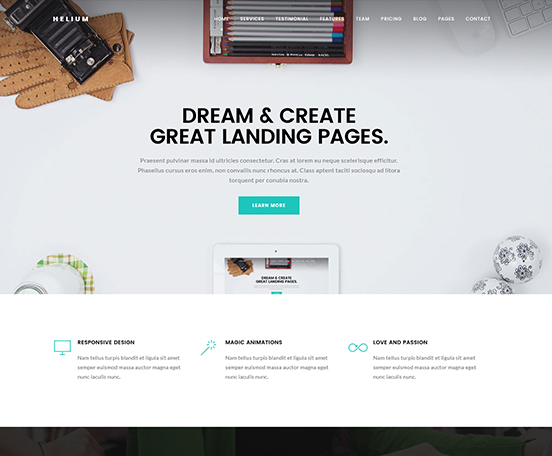 HELIUM
HOME SERVICES TESTIMONIAL FEATURES TEAM PRICING BLOG PAGES CONTACT
DREAM & CREATE
GREAT LANDING PAGES.
Praesent pulvinar massa id ultricies consectetur. Cras at lorem eu neque scelerisque efficitur.
Phasellus cursus eros enim, non convallis nunc rhoncus at. Class aptent taciti sociosqu ad litora
torquent per conubia nostra.
LEARN MORE
DREAM & CREATE
GREAT LANDING PAGES.
RESPONSIVE DESIGN
Nam tellus turpis blandit et ligula sit amet
semper euismod massa auctor magna eget
nunc iaculis nunc.
MAGIC ANIMATIONS
Nam tellus turpis blandit et ligula sit amet
semper euismod massa auctor magna eget
nunc iaculis nunc.
LOVE AND PASSION
Nam tellus turpis blandit et ligula sit amet
semper euismod massa auctor magna eget
nunc iaculis nunc.